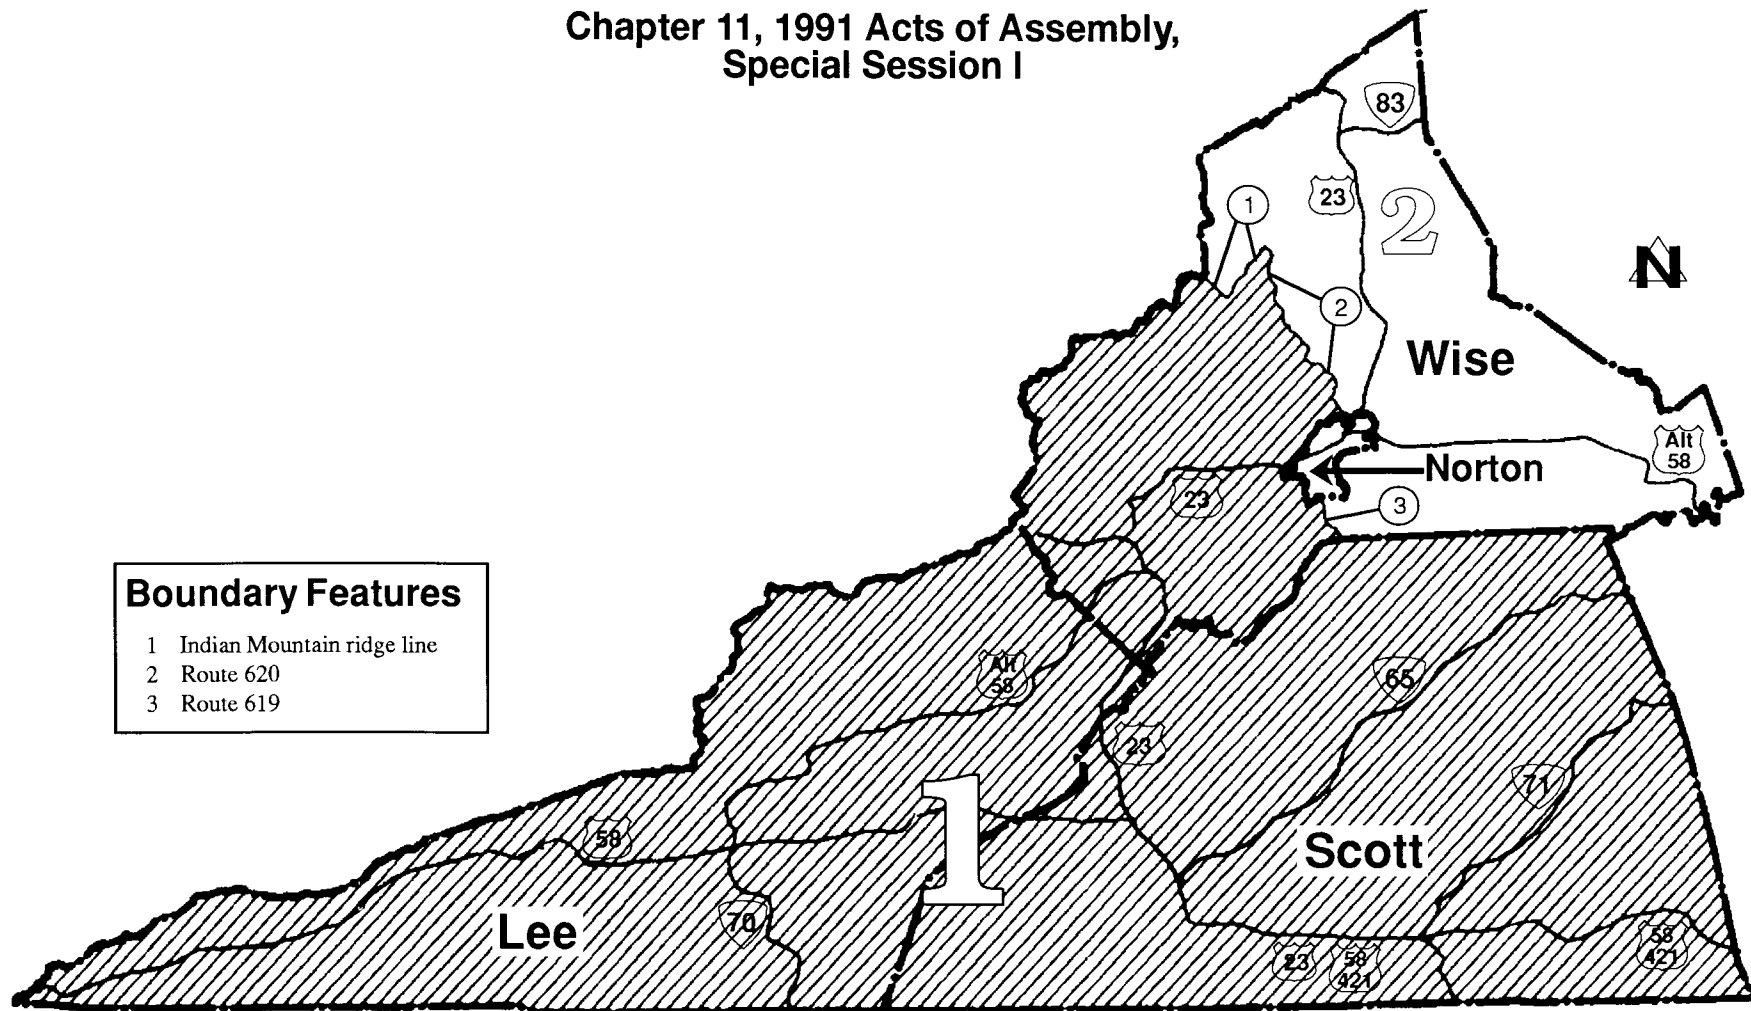 Chapter 11, 1991 Acts of Assembly,
Special Session I
83
1
23
2
N
2
Wise
Alt
58
Norton
23
3
Boundary Features
1 Indian Mountain ridge line
2 Route 620
3 Route 619
Alt
58
65
23
71
1
58
Scott
Lee
70
23
58
421
58
421